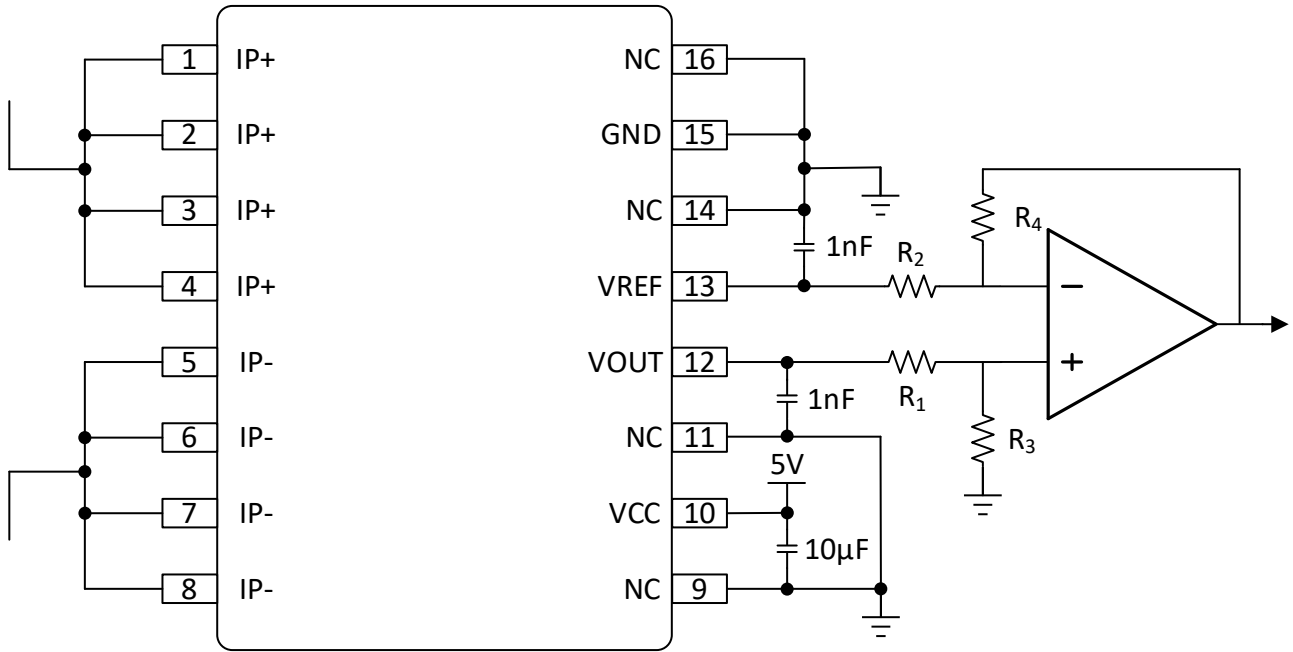 1 IP+
2 IP+
3 IP+
4 IP+
5 IP-
6 IP-
7 IP-
8 IP-
NC 16
GND 15
NC 14
1nF
VREF 13
VOUT 12
1nF
NC 11
5V
VCC 10
10µF
NC 9
R2
R4
R1
R3
−
+